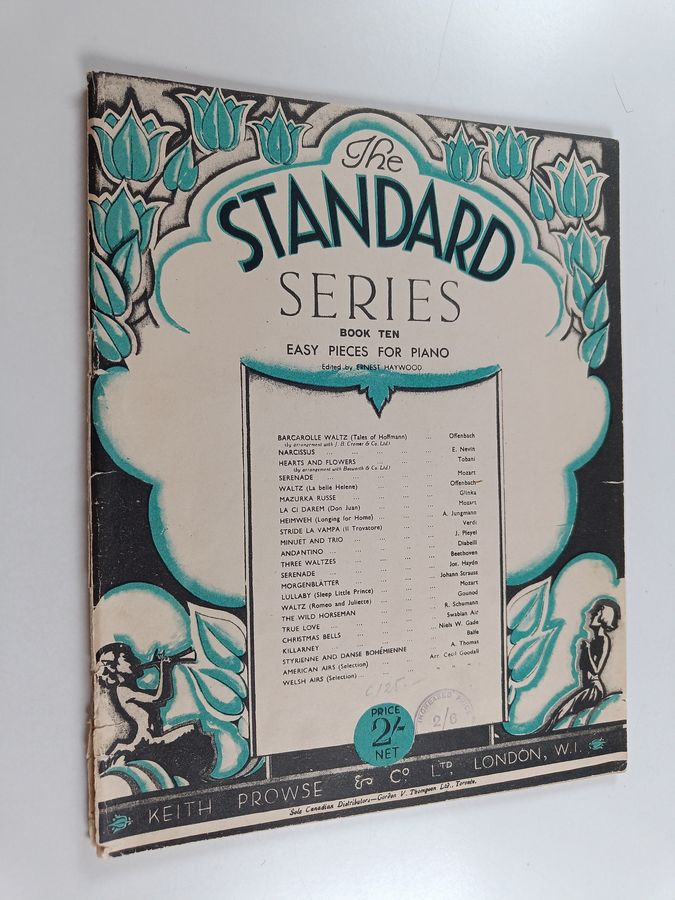 The
STANDARD
SERIES
BOOK TEN
EASY PIECES FOR PIANO
Edited by ERNEST HAYWOOD
BARCAROLLE WALTZ (Tales of Hoffmann) ... Offenbach
(By arrangement with J. B. Cramer & Co. Ltd.)
NARCISSUS ... ... ... ... E. Nevin
HEARTS AND FLOWERS ... ... ... Tobani
(By arrangement with Bosworth & Co. Ltd.)
SERENADE ... ... ... ... Mozart
WALTZ (La belle Helene) ... ... ... Offenbach
MAZURKA RUSSE ... ... ... ... Glinka
LA CI DAREM (Don Juan) ... ... ... Mozart
HEIMWEH (Longing for Home) ... ... ... A. Jungmann
STRIDE LA VAMPA (Il Trovatore) ... ... Verdi
MINUET AND TRIO ... ... ... J. Pleyel
ANDANTINO ... ... ... ... Diabelli
THREE WALTZES ... ... ... ... Beethoven
SERENADE ... ... ... ... Jos. Haydn
MORGENBLÄTTER ... ... ... Johann Strauss
LULLABY (Sleep Little Prince) ... ... ... Mozart
WALTZ (Romeo and Juliette) ... ... ... Gounod
THE WILD HORSEMAN ... ... ... R. Schumann
TRUE LOVE ... ... ... ... Swabian Air
CHRISTMAS BELLS ... ... ... Niels W. Gade
KILLARNEY ... ... ... ... Balfe
STYRIENNE AND DANSE BOHÉMIENNE ... A. Thomas
AMERICAN AIRS (Selection) ... ... Arr. Cecil Goodall
WELSH AIRS (Selection) ... ... ... " " "
PRICE
2/-
NET
INCREASED PRICE
2/6
KEITH PROWSE & Co LTD, LONDON, W.1.
Sole Canadian Distributors—Gordon V. Thompson Ltd., Toronto.